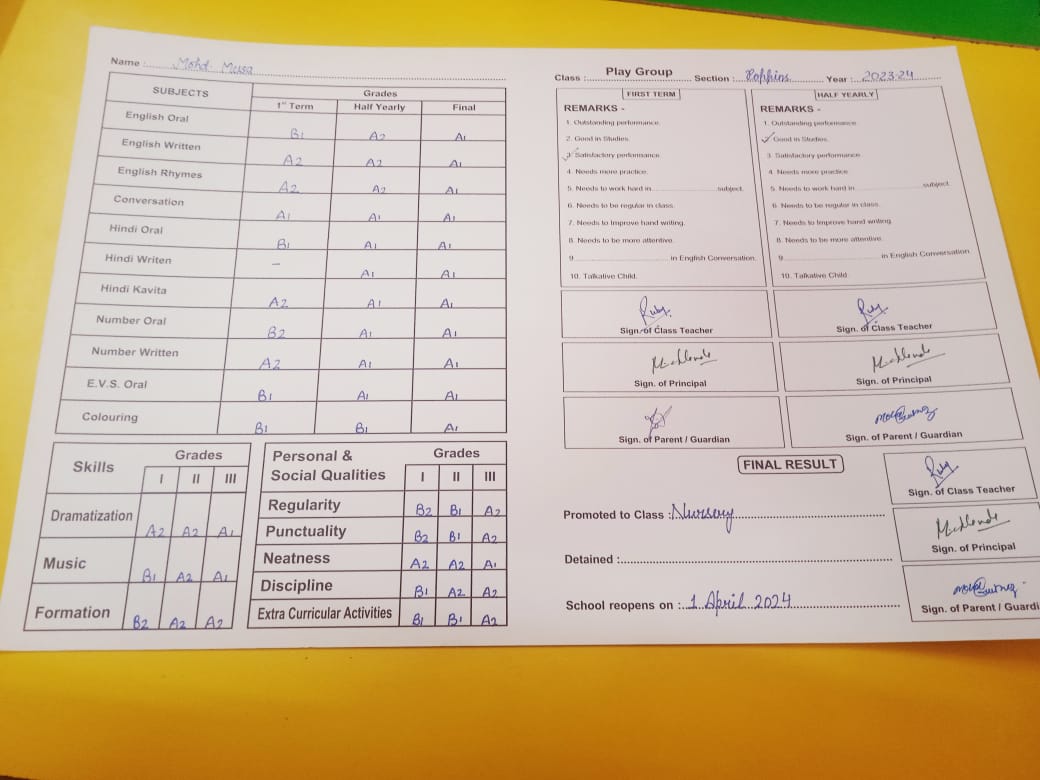 Name : Mohd. Musa
SUBJECTS Grades
1st Term Half Yearly Final
English Oral B1 A2 A1
English Written A2 A2 A1
English Rhymes A2 A2 A1
Conversation A1 A1 A1
Hindi Oral B1 A1 A1
Hindi Writen – A1 A1
Hindi Kavita A2 A1 A1
Number Oral B2 A1 A1
Number Written A2 A1 A1
E.V.S. Oral B1 A1 A1
Colouring B1 B1 A1
Skills Grades
I II III
Dramatization A2 A2 A1
Music B1 A2 A1
Formation B2 A2 A2
Personal & Social Qualities Grades
I II III
Regularity B2 B1 A2
Punctuality B2 B1 A2
Neatness A2 A2 A1
Discipline B1 A2 A2
Extra Curricular Activities B1 B1 A2
Class : Play Group Section : Poppins Year : 2023-24
FIRST TERM
REMARKS -
1. Outstanding performance.
2. Good in Studies.
3. Satisfactory performance
4. Needs more practice.
5. Needs to work hard in subject.
6. Needs to be regular in class.
7. Needs to Improve hand writing.
8. Needs to be more attentive.
9. in English Conversation.
10. Talkative Child.
Sign. of Class Teacher
Sign. of Principal
Sign. of Parent / Guardian
HALF YEARLY
REMARKS -
1. Outstanding performance.
2. Good in Studies.
3. Satisfactory performance
4. Needs more practice
5. Needs to work hard in subject.
6. Needs to be regular in class.
7. Needs to Improve hand writing.
8. Needs to be more attentive.
9. in English Conversation
10. Talkative Child.
Ruby
Sign. of Class Teacher
Sign. of Principal
Sign. of Parent / Guardian
FINAL RESULT
Promoted to Class : Nursery
Detained :
School reopens on : 1 April 2024
Ruby
Sign. of Class Teacher
Sign. of Principal
Sign. of Parent / Guardi